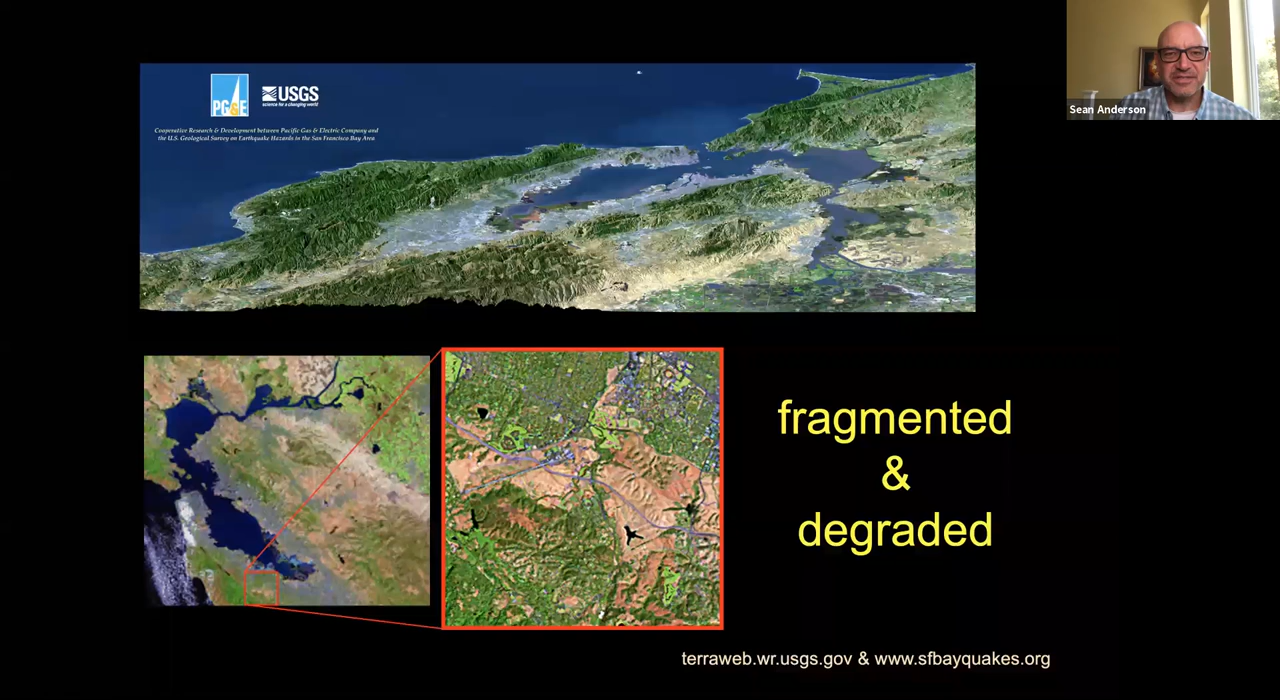 PG&E
USGS
science for a changing world
Cooperative Research & Development between Pacific Gas & Electric Company and
the U.S. Geological Survey on Earthquake Hazards in the San Francisco Bay Area
Sean Anderson
fragmented
&
degraded
terraweb.wr.usgs.gov & www.sfbayquakes.org